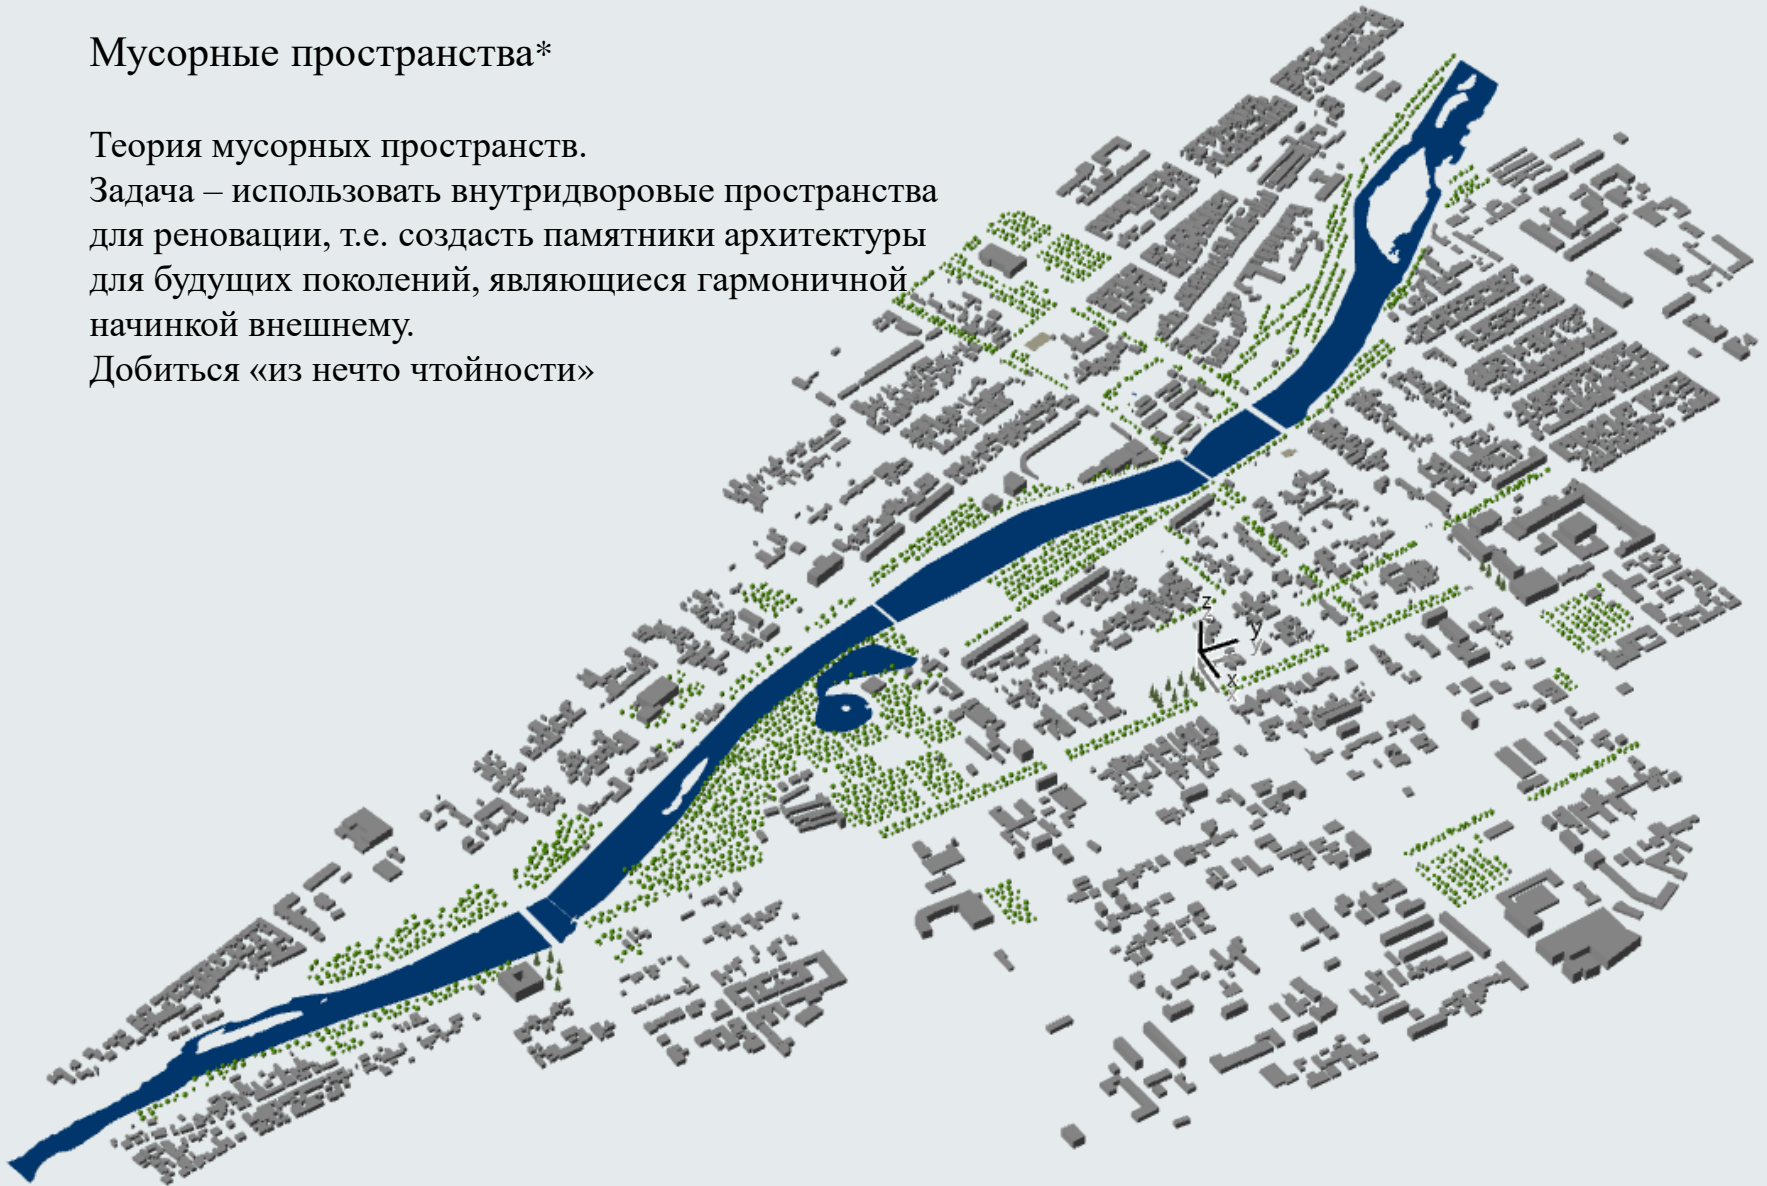 Мусорные пространства*
Теория мусорных пространств.
Задача – использовать внутридворовые пространства
для реновации, т.е. создасть памятники архитектуры
для будущих поколений, являющиеся гармоничной
начинкой внешнему.
Добиться «из нечто чтойности»
z
y
y
x